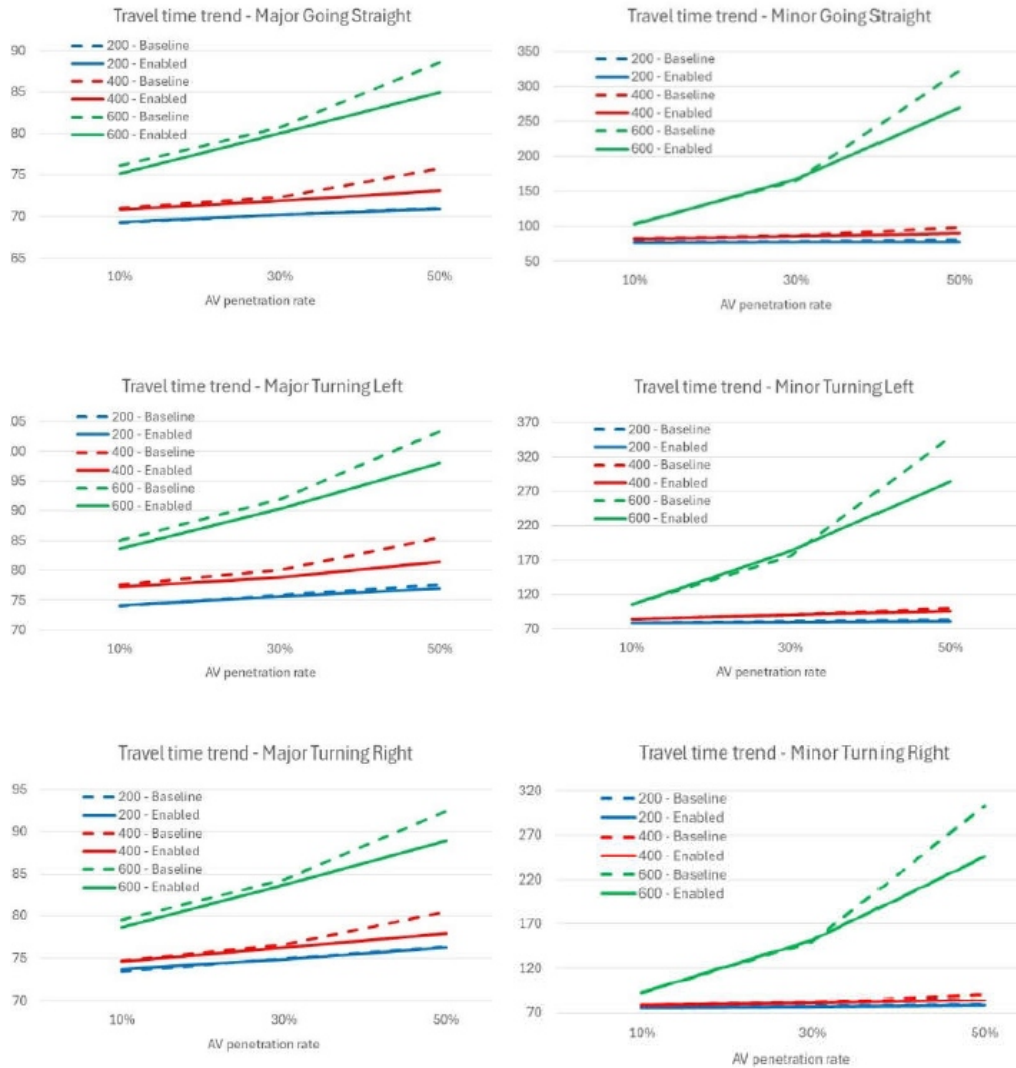 Travel time trend - Major Going Straight
90
85
80
75
70
65
200 - Baseline
200 - Enabled
400 - Baseline
400 - Enabled
600 - Baseline
600 - Enabled
10%
30%
50%
AV penetration rate
Travel time trend - Minor Going Straight
350
300
250
200
150
100
50
200 - Baseline
200 - Enabled
400 - Baseline
400 - Enabled
600 - Baseline
600 - Enabled
10%
30%
50%
AV penetration rate
Travel time trend - Major Turning Left
05
00
95
90
85
80
75
70
200 - Baseline
200 - Enabled
400 - Baseline
400 - Enabled
600 - Baseline
600 - Enabled
10%
30%
50%
AV penetration rate
Travel time trend - Minor Turning Left
370
320
270
220
170
120
70
200 - Baseline
200 - Enabled
400 - Baseline
400 - Enabled
600 - Baseline
600 - Enabled
10%
30%
50%
AV penetration rate
Travel time trend - Major Turning Right
95
90
85
80
75
70
200 - Baseline
200 - Enabled
400 - Baseline
400 - Enabled
600 - Baseline
600 - Enabled
10%
30%
50%
AV penetration rate
Travel time trend - Minor Turning Right
320
270
220
170
120
70
200 - Baseline
200 - Enabled
400 - Baseline
400 - Enabled
600 - Baseline
600 - Enabled
10%
30%
50%
AV penetration rate